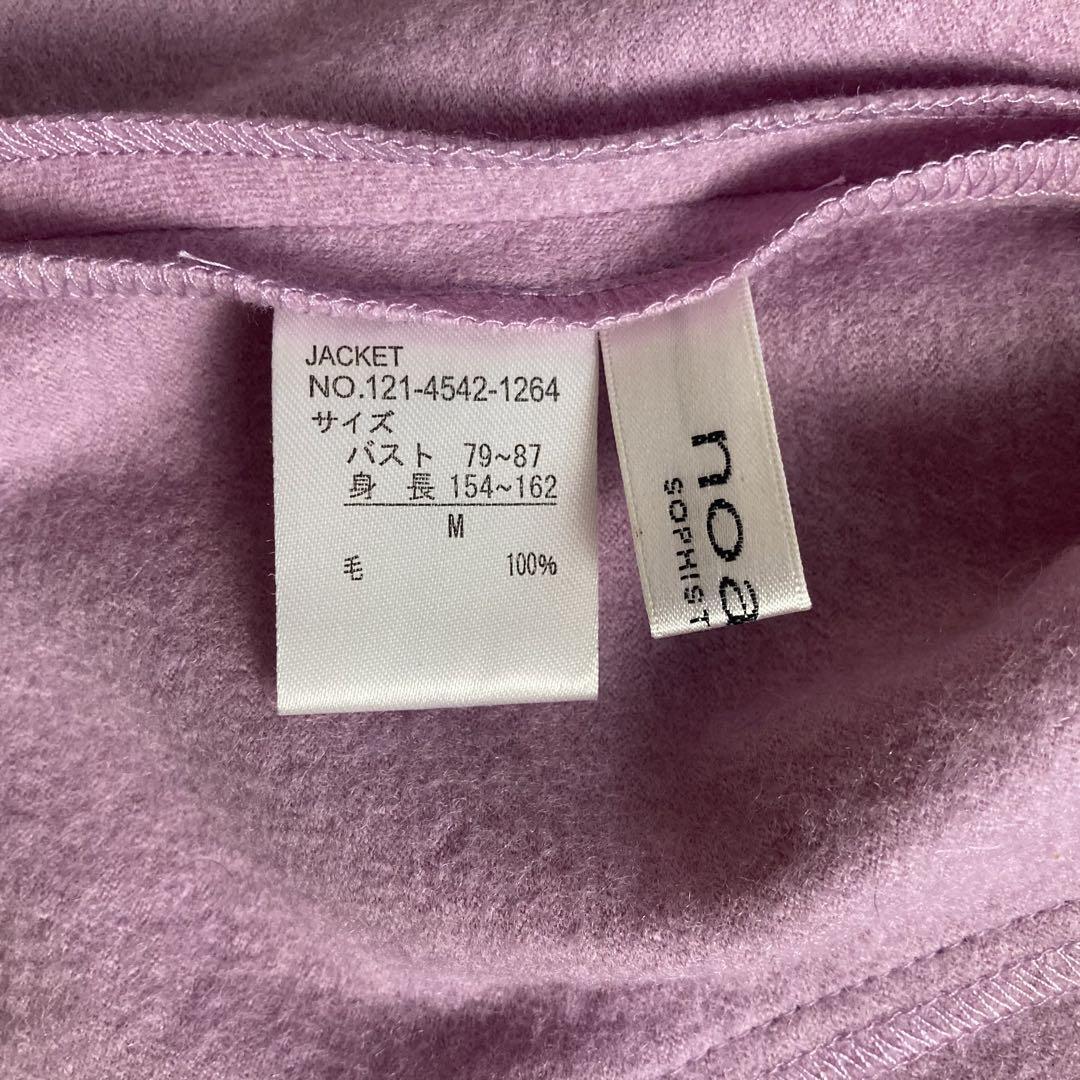 JACKET
NO.121-4542-1264
サイズ
バスト 79~87
身 長 154~162
M
毛 100%
noa
SOPHIST